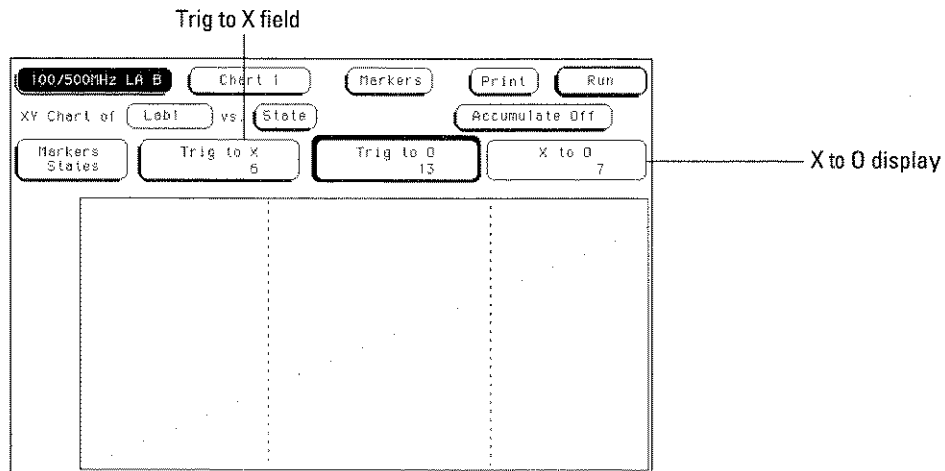 Trig to X field
100/500MHz LA B Chart 1 Markers Print Run
XY Chart of Lab1 vs. State Accumulate Off
Markers States Trig to X 6 Trig to O 13 X to O 7
X to O display